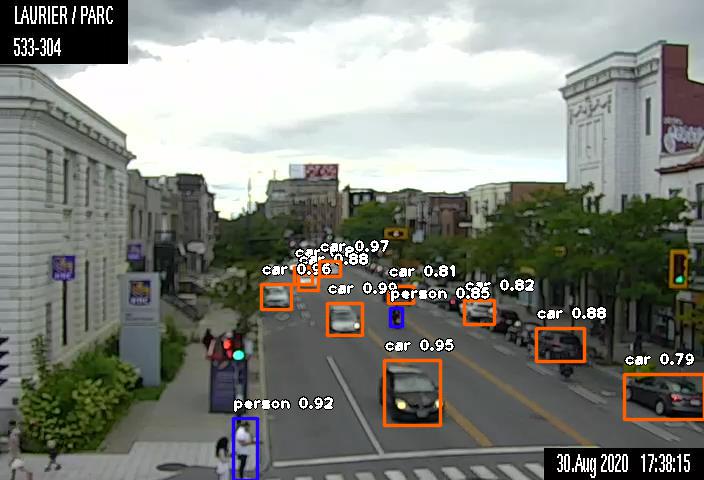 LAURIER / PARC
533-304
car 0.97
car 0.88
car 0.96
car 0.81
car 0.99
person 0.85
car 0.82
car 0.88
car 0.95
car 0.79
person 0.92
RBC
30.Aug 2020 17:38:15